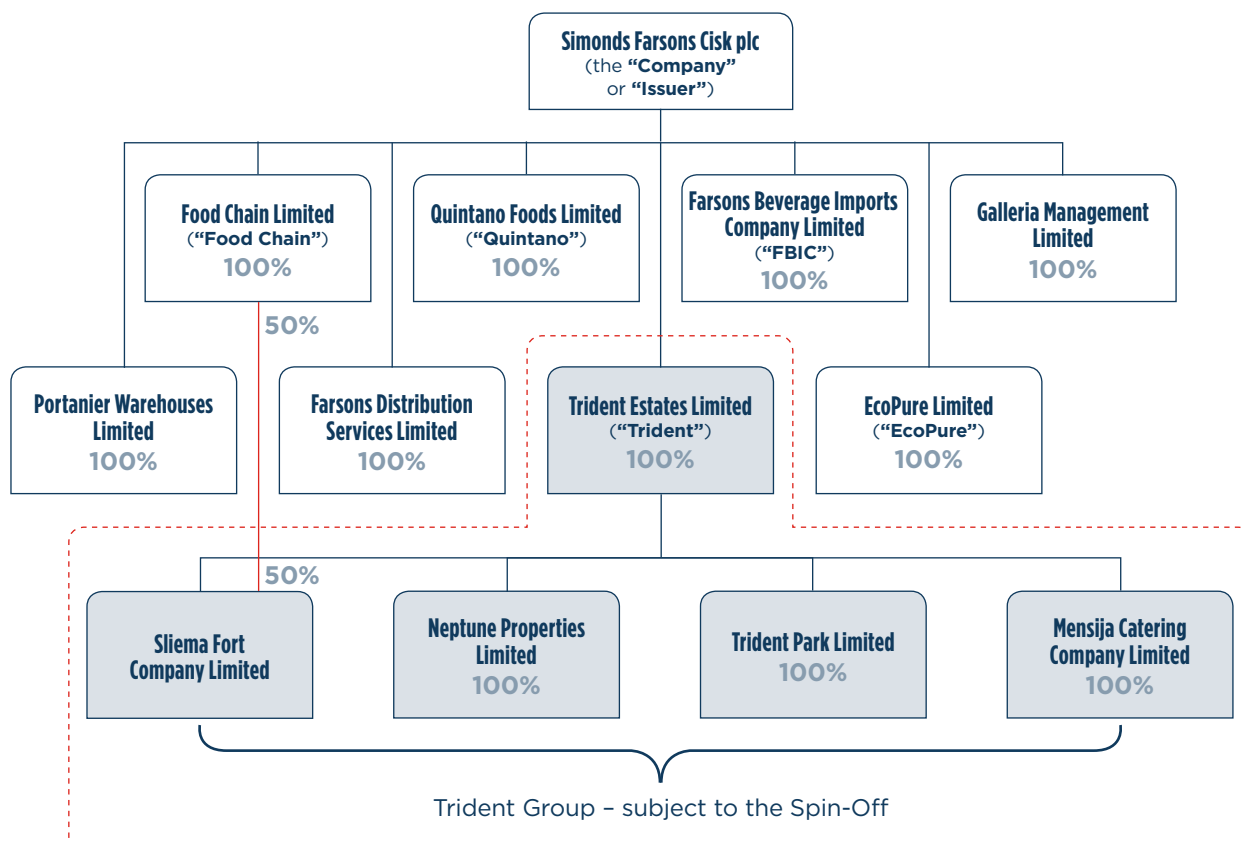 Simonds Farsons Cisk plc
(the “Company”
or “Issuer”)
Food Chain Limited
(“Food Chain”)
100%
Quintano Foods Limited
(“Quintano”)
100%
Farsons Beverage Imports
Company Limited
(“FBIC”)
100%
Galleria Management
Limited
100%
50%
Portanier Warehouses
Limited
100%
Farsons Distribution
Services Limited
100%
Trident Estates Limited
(“Trident”)
100%
EcoPure Limited
(“EcoPure”)
100%
50%
Sliema Fort
Company Limited
Neptune Properties
Limited
100%
Trident Park Limited
100%
Mensija Catering
Company Limited
100%
Trident Group – subject to the Spin-Off